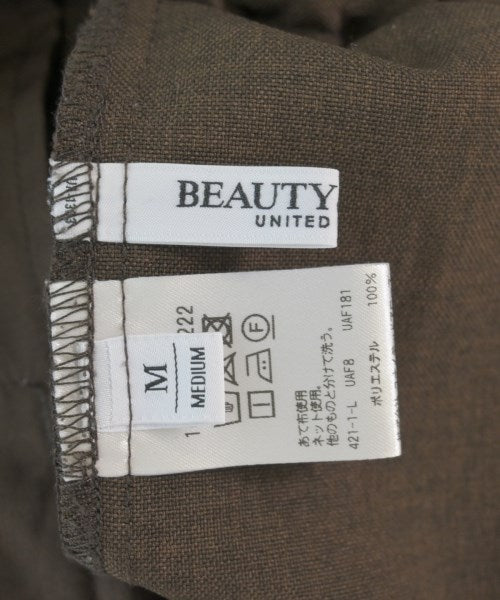 BEAUTY
UNITED
M
MEDIUM
222
F
あて布使用。
ネット使用。
他のものと分けて洗う。
421-1-L UAF8 UAF181
ポリエステル 100%